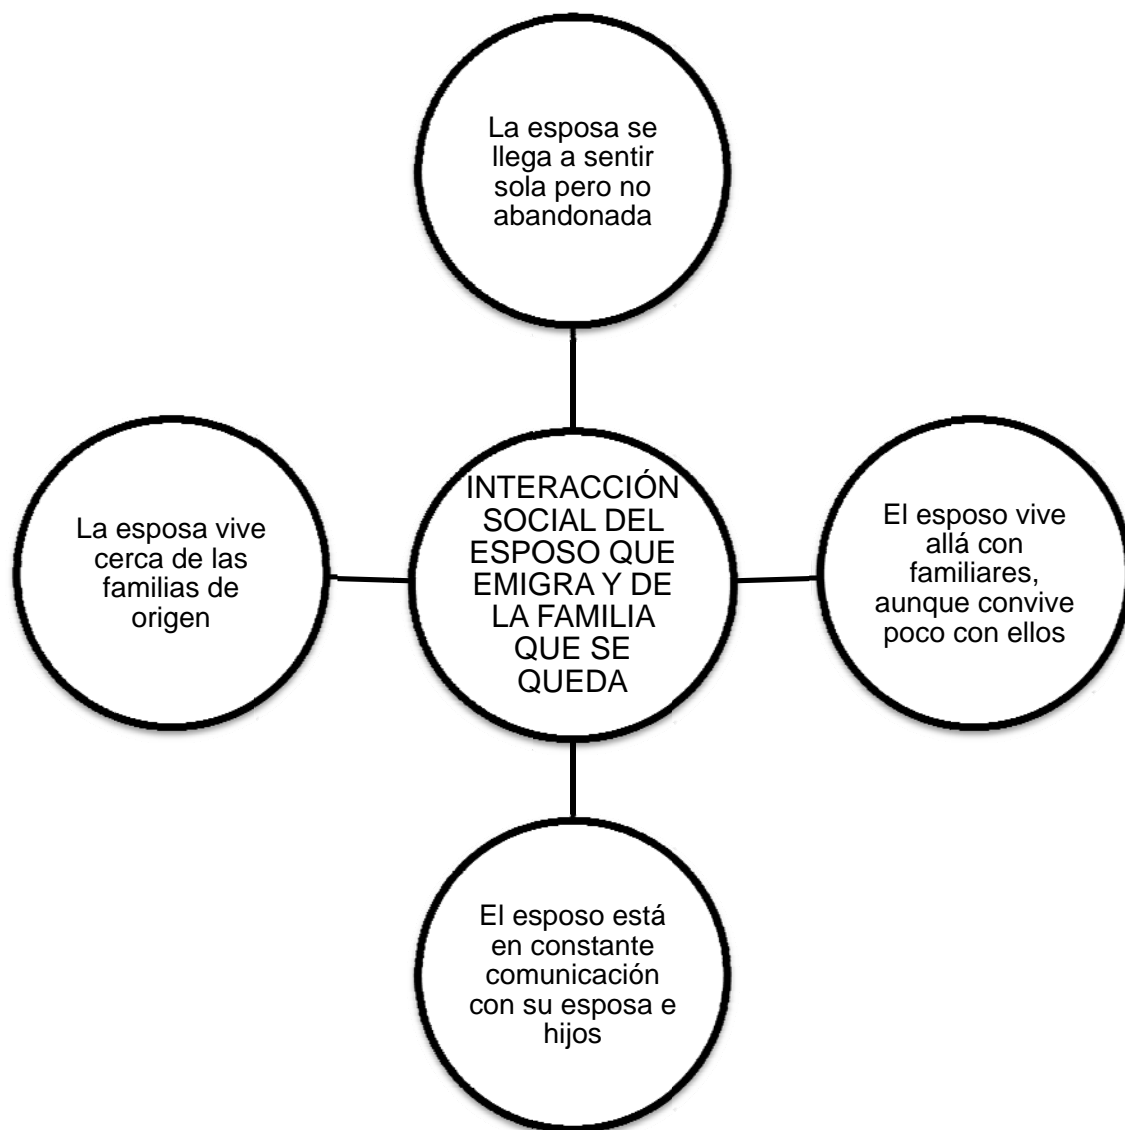 La esposa se
llega a sentir
sola pero no
abandonada
La esposa vive
cerca de las
familias de
origen
INTERACCIÓN
SOCIAL DEL
ESPOSO QUE
EMIGRA Y DE
LA FAMILIA
QUE SE
QUEDA
El esposo vive
allá con
familiares,
aunque convive
poco con ellos
El esposo está
en constante
comunicación
con su esposa e
hijos